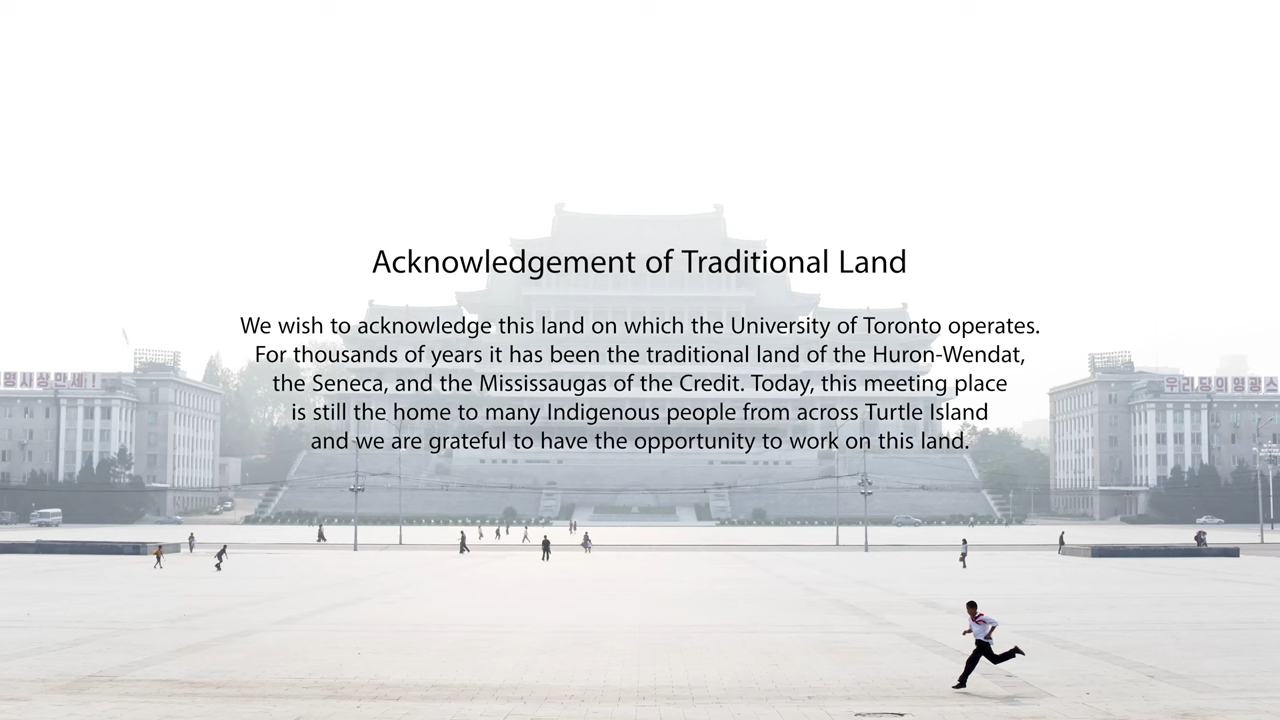 Acknowledgement of Traditional Land
We wish to acknowledge this land on which the University of Toronto operates.
For thousands of years it has been the traditional land of the Huron-Wendat,
the Seneca, and the Mississaugas of the Credit. Today, this meeting place
is still the home to many Indigenous people from across Turtle Island
and we are grateful to have the opportunity to work on this land.
명사상만세!
우리당의영광스